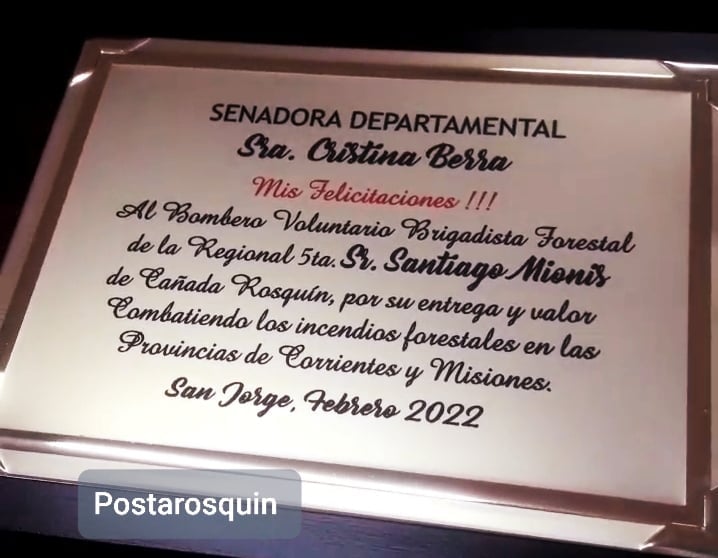 SENADORA DEPARTAMENTAL
Sra. Cristina Berra
Mis Felicitaciones !!!
Al Bombero Voluntario Brigadista Forestal
de la Regional 5ta. Sr. Santiago Mionis
de Cañada Rosquín, por su entrega y valor
Combatiendo los incendios forestales en las
Provincias de Corrientes y Misiones.
San Jorge, Febrero 2022
Postarosquin